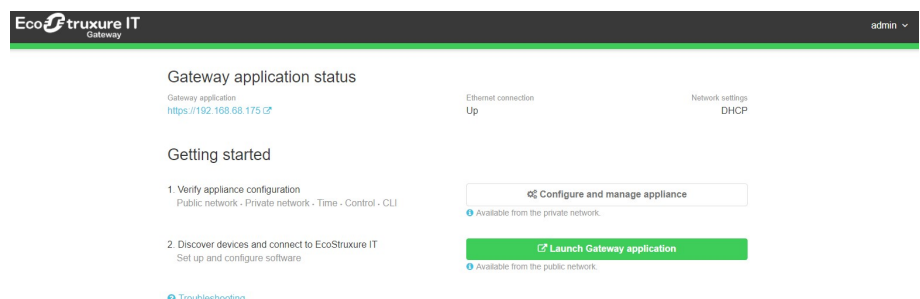 EcoStruxure IT
Gateway
admin
Gateway application status
Gateway application
Ethernet connection
Network settings
https://192.168.68.175
Up
DHCP
Getting started
1. Verify appliance configuration
Configure and manage appliance
Public network - Private network - Time - Control - CLI
Available from the private network.
2. Discover devices and connect to EcoStruxure IT
Launch Gateway application
Set up and configure software
Available from the public network.
Troubleshooting